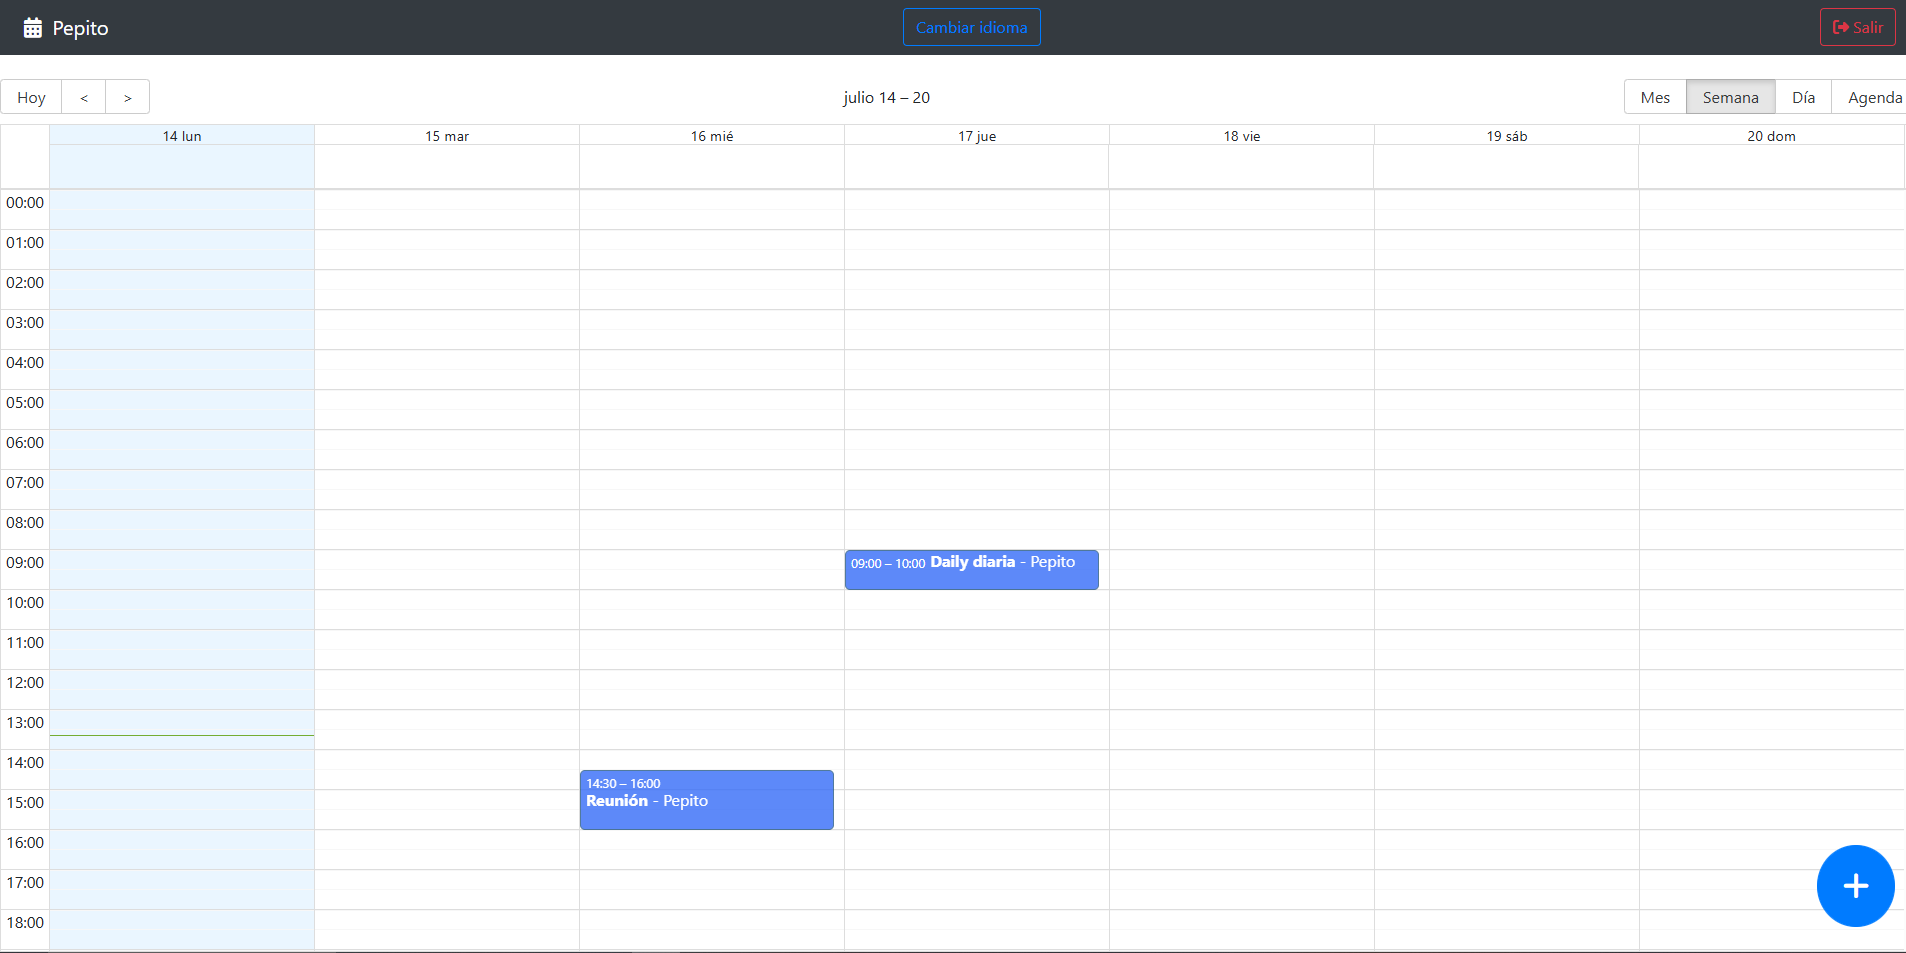 Pepito
Cambiar idioma
Salir
Hoy
<
>
julio 14 – 20
Mes
Semana
Día
Agenda
14 lun
15 mar
16 mié
17 jue
18 vie
19 sáb
20 dom
00:00
01:00
02:00
03:00
04:00
05:00
06:00
07:00
08:00
09:00
09:00 – 10:00 Daily diaria - Pepito
10:00
11:00
12:00
13:00
14:00
14:30 – 16:00
Reunión - Pepito
15:00
16:00
17:00
18:00